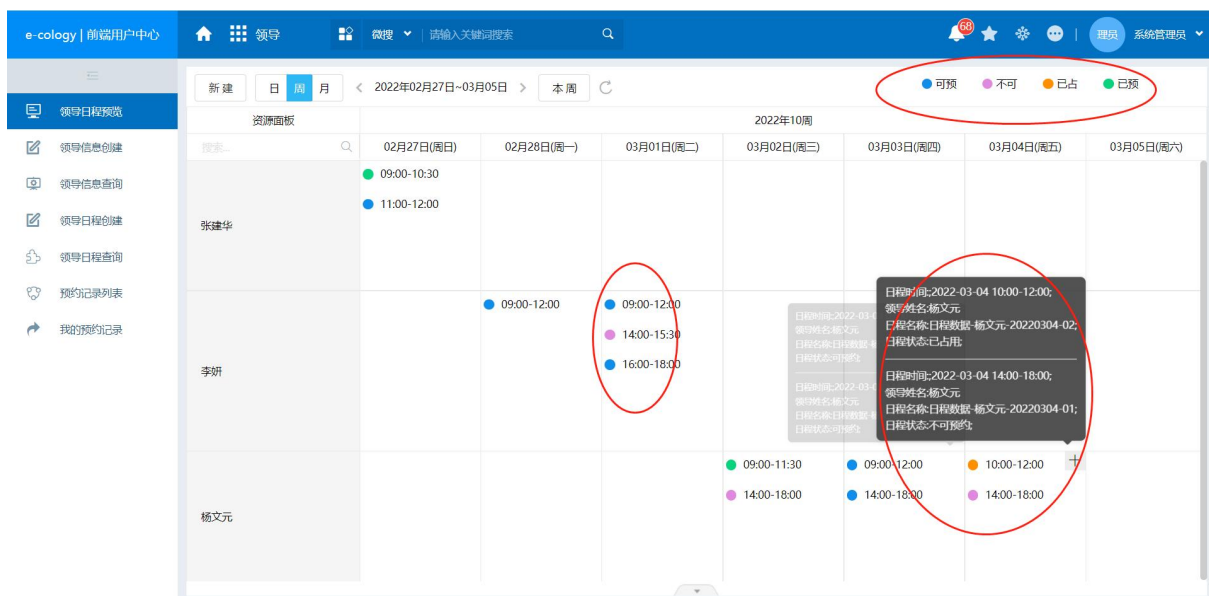 e-cology | 前端用户中心
领导
微搜
请输入关键词搜索
68
理员
系统管理员
领导日程预览
领导信息创建
领导信息查询
领导日程创建
领导日程查询
预约记录列表
我的预约记录
新建
日
周
月
2022年02月27日~03月05日
本周
可预
不可
已占
已预
资源面板
2022年10周
搜索...
02月27日(周日)
02月28日(周一)
03月01日(周二)
03月02日(周三)
03月03日(周四)
03月04日(周五)
03月05日(周六)
张建华
09:00-10:30
11:00-12:00
李妍
09:00-12:00
09:00-12:00
14:00-15:30
16:00-18:00
日程时间:;2022-03-04 10:00-12:00;
领导姓名:杨文元
日程名称:日程数据-杨文元-20220304-02;
日程状态:已占用;
日程时间:;2022-03-04 14:00-18:00;
领导姓名:杨文元
日程名称:日程数据-杨文元-20220304-01;
日程状态:不可预约;
杨文元
09:00-11:30
14:00-18:00
09:00-12:00
14:00-18:00
10:00-12:00
14:00-18:00